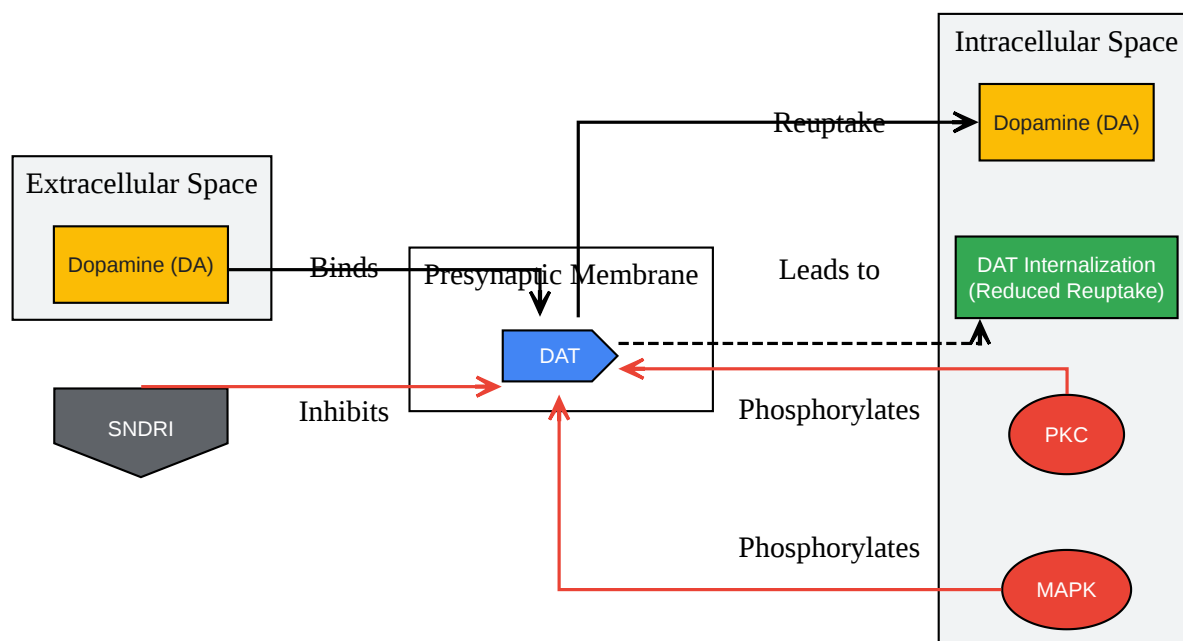 Intracellular Space
Dopamine (DA)
Reuptake
Extracellular Space
Dopamine (DA)
Binds
Presynaptic Membrane
Leads to
DAT Internalization
(Reduced Reuptake)
DAT
Inhibits
Phosphorylates
SNDRI
PKC
Phosphorylates
MAPK